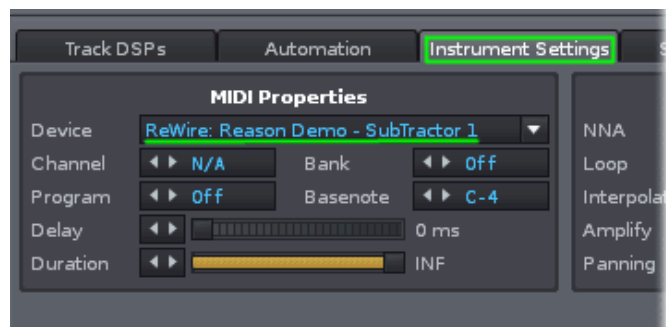 Track DSPs Automation Instrument Settings
MIDI Properties
Device ReWire: Reason Demo - SubTractor 1 NNA
Channel N/A Bank Off Loop
Program Off Basenote C-4
Delay 0 ms Amplify
Duration INF Panning